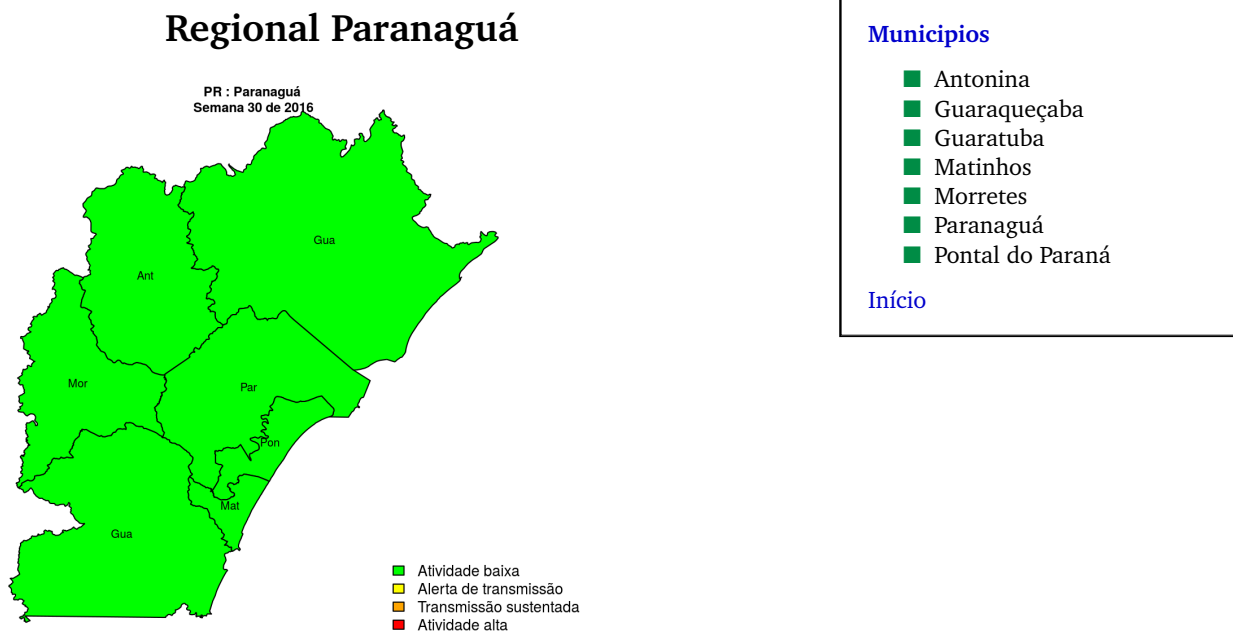 Regional Paranaguá
PR : Paranaguá
Semana 30 de 2016
Gua
Ant
Mor
Par
Pon
Mat
Gua
Atividade baixa
Alerta de transmissão
Transmissão sustentada
Atividade alta
Municipios
Antonina
Guaraqueçaba
Guaratuba
Matinhos
Morretes
Paranaguá
Pontal do Paraná
Início